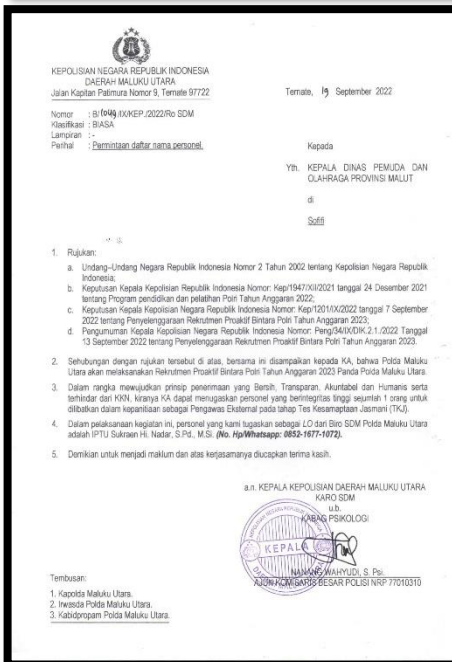 KEPOLISIAN NEGARA REPUBLIK INDONESIA
DAERAH MALUKU UTARA
Jalan Kapitan Patimura Nomor 9, Ternate 97722
Ternate, 19 September 2022
Nomor : B/ /IX/KEP./2022/Ro SDM
Klasifikasi : BIASA
Lampiran : -
Perihal : Permintaan daftar nama personel.
Kepada
Yth. KEPALA DINAS PEMUDA DAN
OLAHRAGA PROVINSI MALUT
di
Sofifi
1. Rujukan:
a. Undang–Undang Negara Republik Indonesia Nomor 2 Tahun 2002 tentang Kepolisian Negara Republik
Indonesia;
b. Keputusan Kepala Kepolisian Negara Republik Indonesia Nomor: Kep/1947/XII/2021 tanggal 24 Desember 2021
tentang Program pendidikan dan pelatihan Polri Tahun Anggaran 2022;
c. Keputusan Kepala Kepolisian Negara Republik Indonesia Nomor: Kep/1201/IX/2022 tanggal 7 September
2022 tentang Penyelenggaraan Rekrutmen Proaktif Bintara Polri Tahun Anggaran 2023;
d. Pengumuman Kepala Kepolisian Negara Republik Indonesia Nomor: Peng/34/IX/DIK.2.1./2022 Tanggal
13 September 2022 tentang Penyelenggaraan Rekrutmen Proaktif Bintara Polri Tahun Anggaran 2023.
2. Sehubungan dengan rujukan tersebut di atas, bersama ini disampaikan kepada KA, bahwa Polda Maluku
Utara akan melaksanakan Rekrutmen Proaktif Bintara Polri Tahun Anggaran 2023 Panda Polda Maluku Utara.
3. Dalam rangka mewujudkan prinsip penerimaan yang Bersih, Transparan, Akuntabel dan Humanis serta
terhindar dari KKN, kiranya KA dapat menugaskan personel yang berintegritas tinggi sejumlah 1 orang untuk
dilibatkan dalam kepanitiaan sebagai Pengawas Eksternal pada tahap Tes Kesamaptaan Jasmani (TKJ).
4. Dalam pelaksanaan kegiatan ini, personel yang kami tugaskan sebagai LO dari Biro SDM Polda Maluku Utara
adalah IPTU Sukraen Hi. Nadar, S.Pd., M.Si. (No. Hp/Whatsapp: 0852-1677-1072).
5. Demikian untuk menjadi maklum dan atas kerjasamanya diucapkan terima kasih.
a.n. KEPALA KEPOLISIAN DAERAH MALUKU UTARA
KARO SDM
u.b.
KABAG PSIKOLOGI
KEPALA
NANANG WAHYUDI, S. Psi.
AJUN KOMISARIS BESAR POLISI NRP 77010310
Tembusan:
1. Kapolda Maluku Utara.
2. Irwasda Polda Maluku Utara.
3. Kabidpropam Polda Maluku Utara.